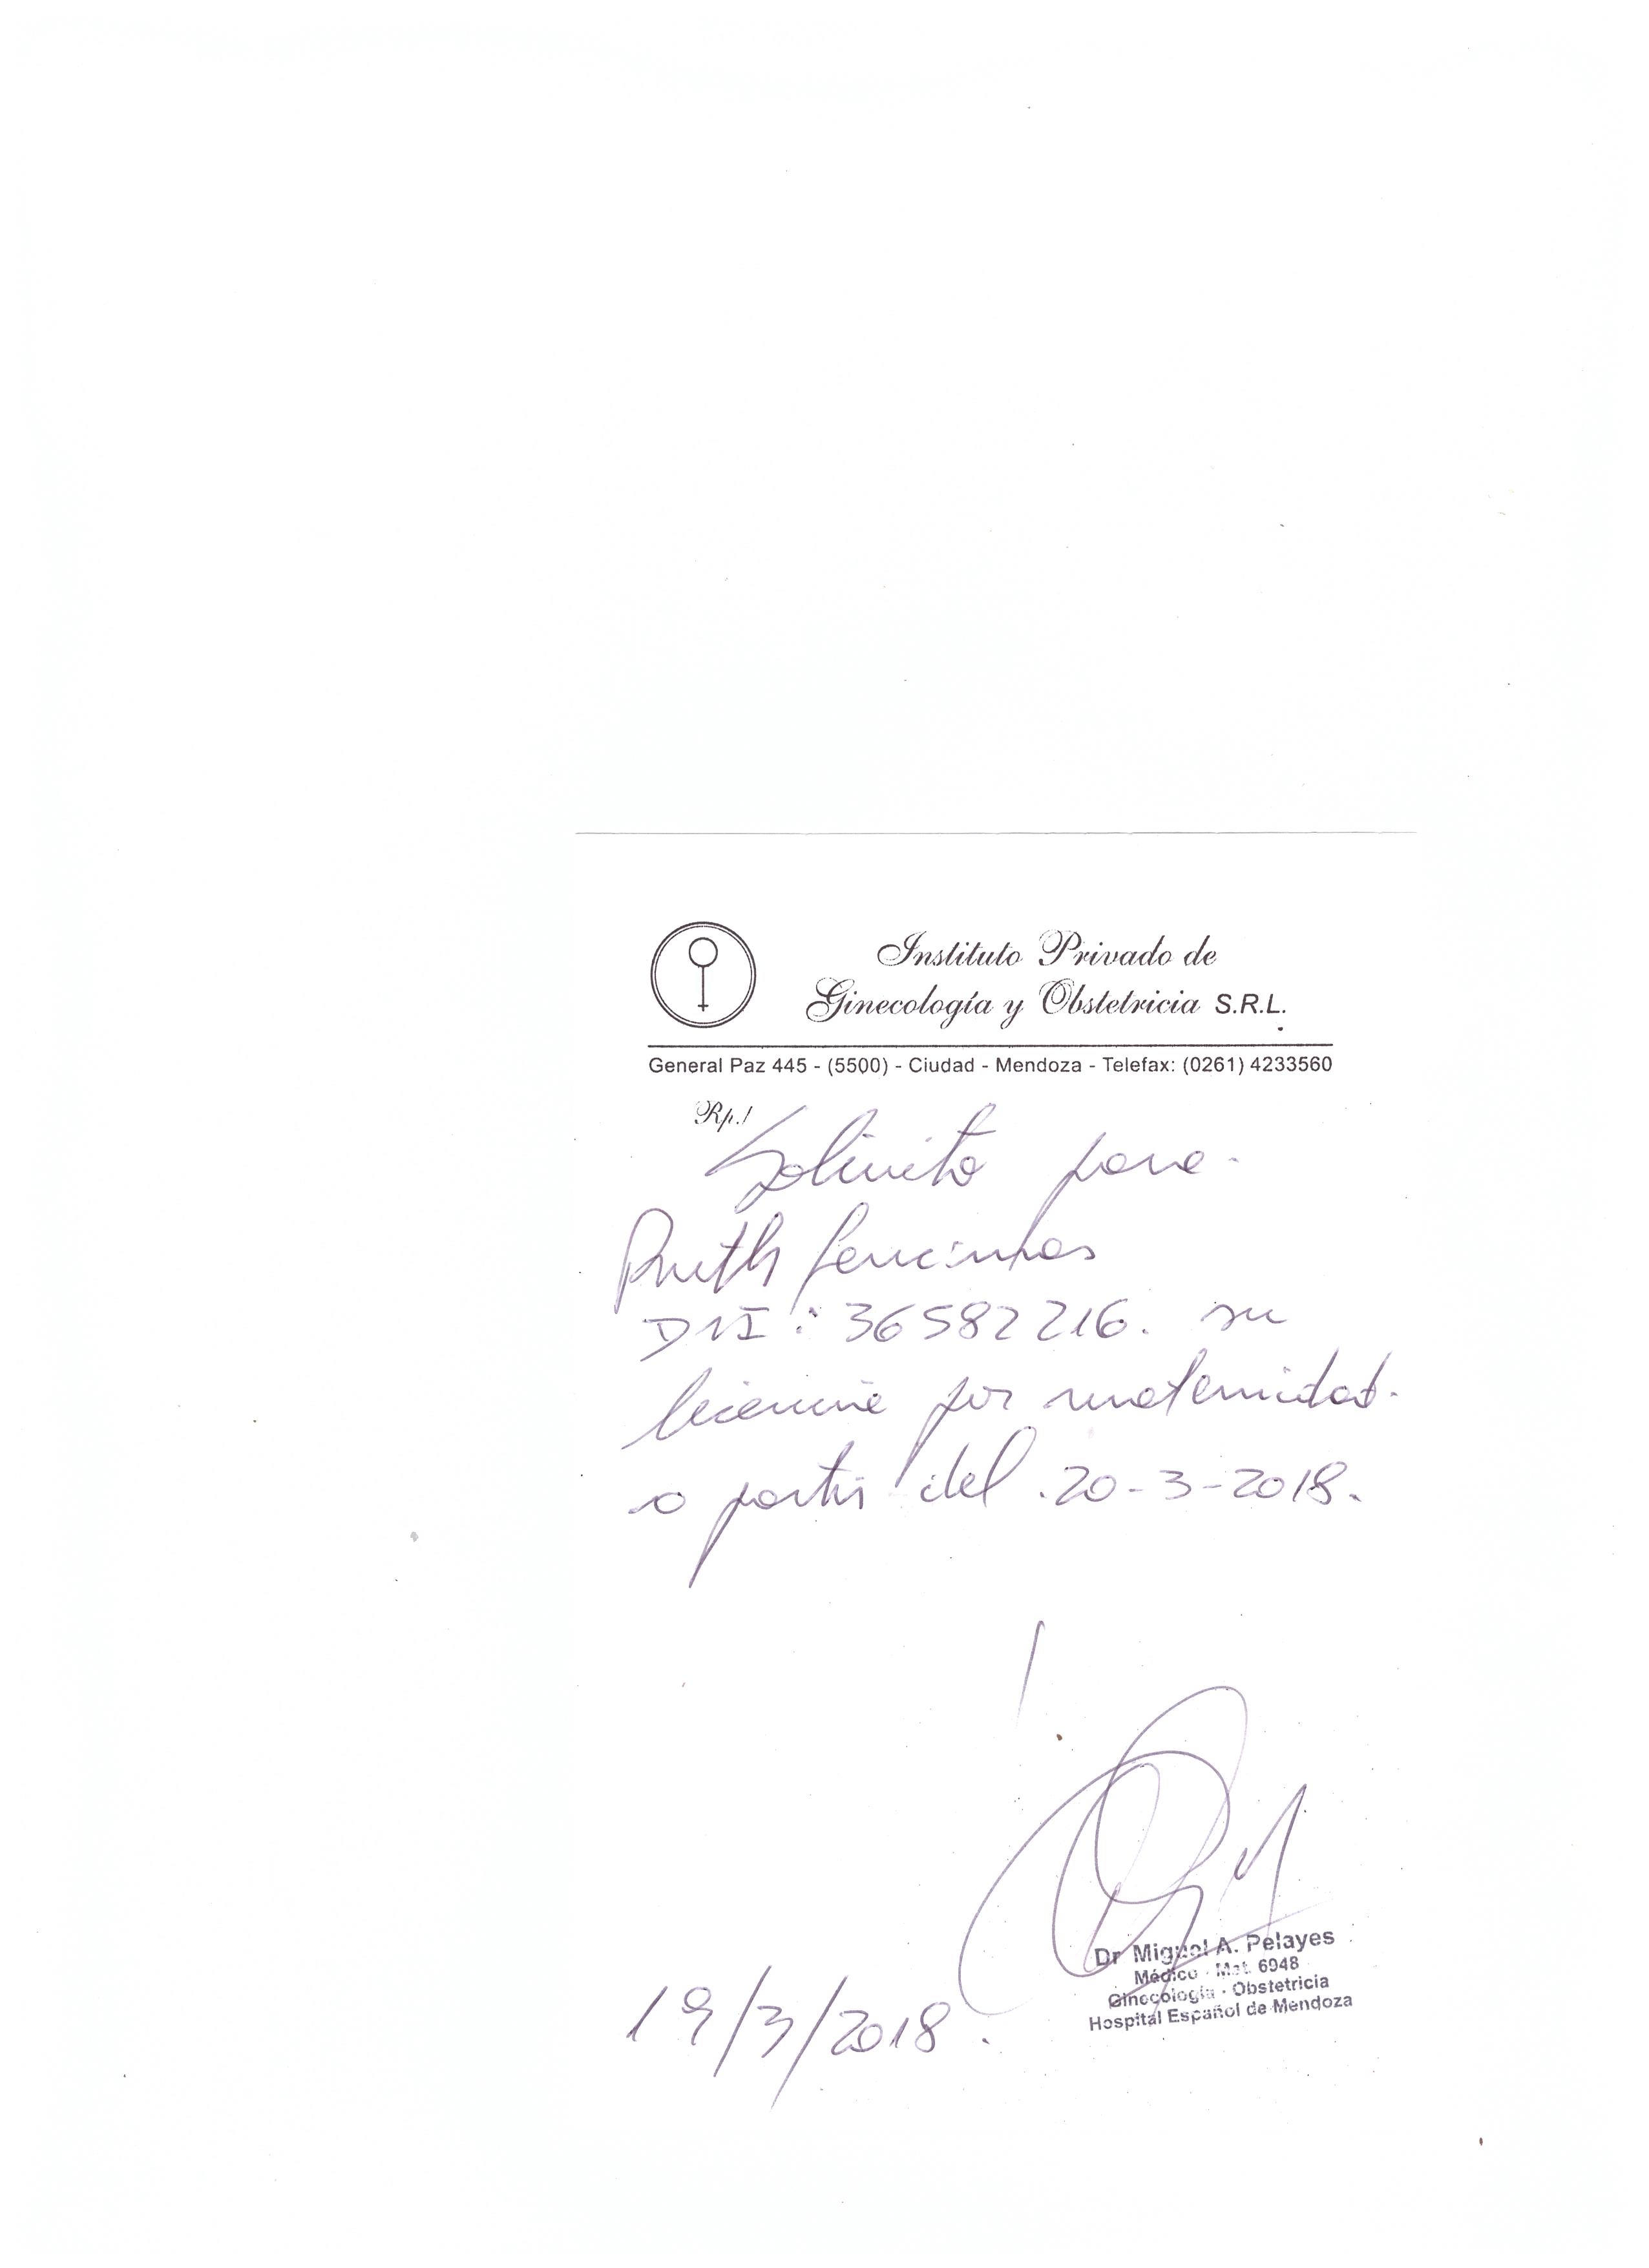 Instituto Privado de
Ginecología y Obstetricia S.R.L.
General Paz 445 - (5500) - Ciudad - Mendoza - Telefax: (0261) 4233560
Rp./
Solicito para
Ruth
DNI: 36582216. su
licencia por maternidad.
a partir del 20-3-2018.
Dr Miguel A. Pelayes
Médico - Mat. 6948
Ginecología - Obstetricia
Hospital Español de Mendoza
19/3/2018.